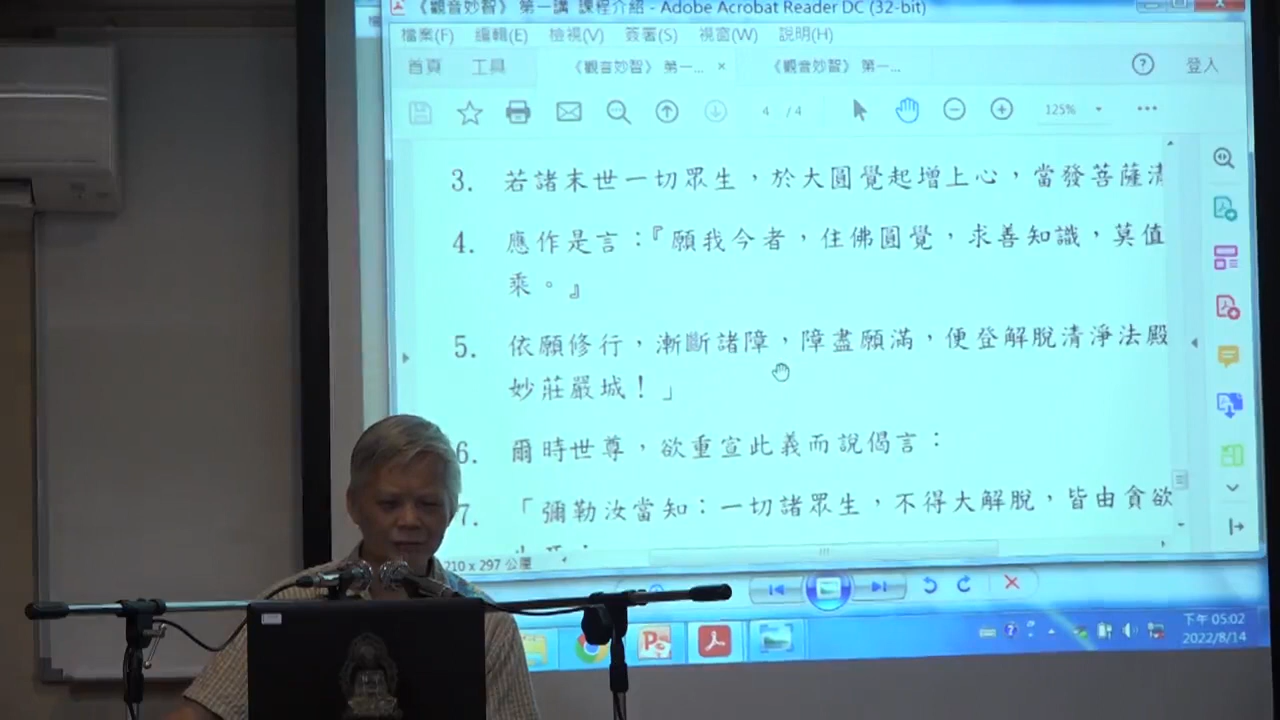 《觀音妙智》 第一講 課程介紹 - Adobe Acrobat Reader DC (32-bit)
檔案(F) 編輯(E) 檢視(V) 簽署(S) 視窗(W) 說明(H)
首頁 工具 《觀音妙智》 第一... × 《觀音妙智》 第一... 登入
4 / 4 125%
3. 若諸末世一切眾生，於大圓覺起增上心，當發菩薩清
4. 應作是言：『願我今者，住佛圓覺，求善知識，莫值
乘。』
5. 依願修行，漸斷諸障，障盡願滿，便登解脫清淨法殿
妙莊嚴城！」
6. 爾時世尊，欲重宣此義而說偈言：
7. 「彌勒汝當知：一切諸眾生，不得大解脫，皆由貪欲
210 x 297 公厘
下午 05:02
2022/8/14